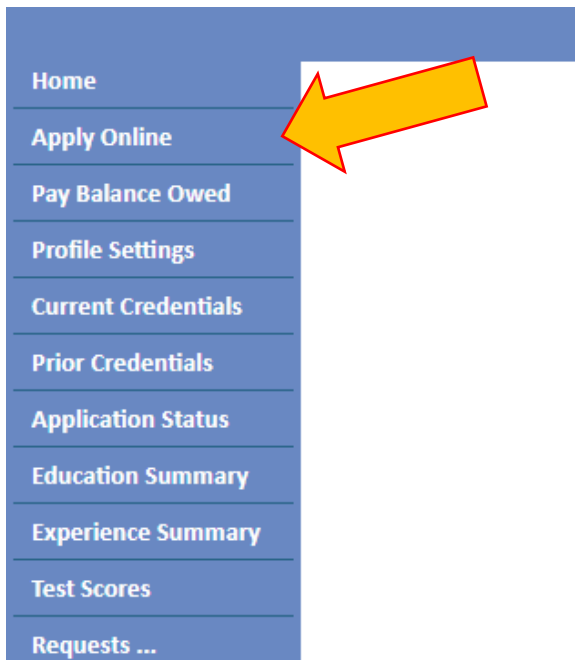 Home
Apply Online
Pay Balance Owed
Profile Settings
Current Credentials
Prior Credentials
Application Status
Education Summary
Experience Summary
Test Scores
Requests ...